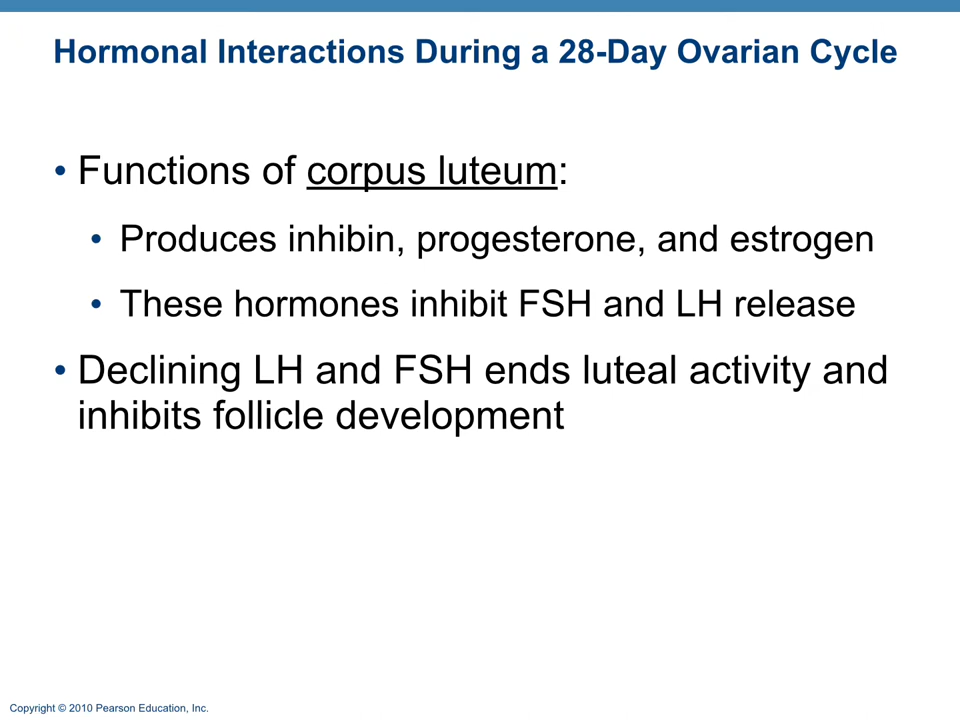 Hormonal Interactions During a 28-Day Ovarian Cycle
• Functions of corpus luteum:
• Produces inhibin, progesterone, and estrogen
• These hormones inhibit FSH and LH release
• Declining LH and FSH ends luteal activity and
inhibits follicle development
Copyright © 2010 Pearson Education, Inc.